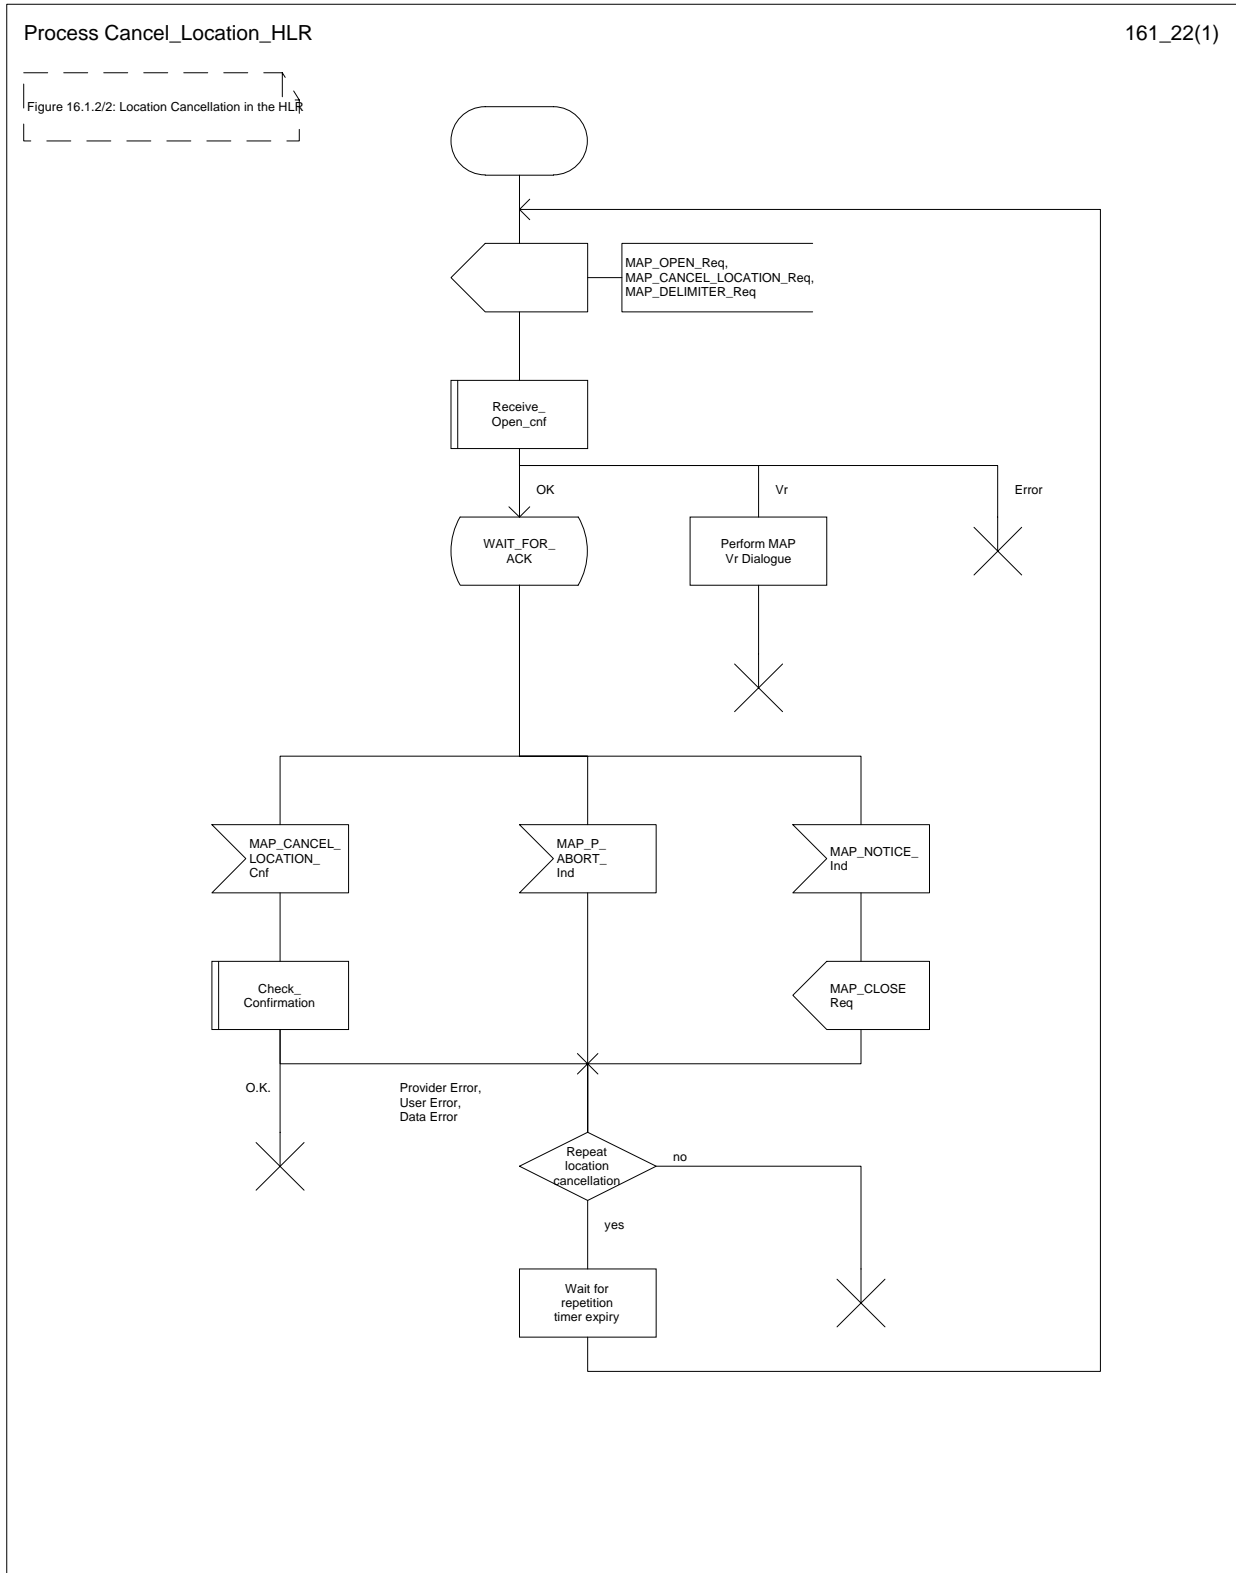 Process Cancel_Location_HLR
161_22(1)
Figure 16.1.2/2: Location Cancellation in the HLR
MAP_OPEN_Req,
MAP_CANCEL_LOCATION_Req,
MAP_DELIMITER_Req
Receive_
Open_cnf
OK
Vr
Error
WAIT_FOR_
ACK
Perform MAP
Vr Dialogue
MAP_CANCEL_
LOCATION_
Cnf
MAP_P_
ABORT_
Ind
MAP_NOTICE_
Ind
Check_
Confirmation
MAP_CLOSE
Req
O.K.
Provider Error,
User Error,
Data Error
Repeat
location
cancellation
no
yes
Wait for
repetition
timer expiry